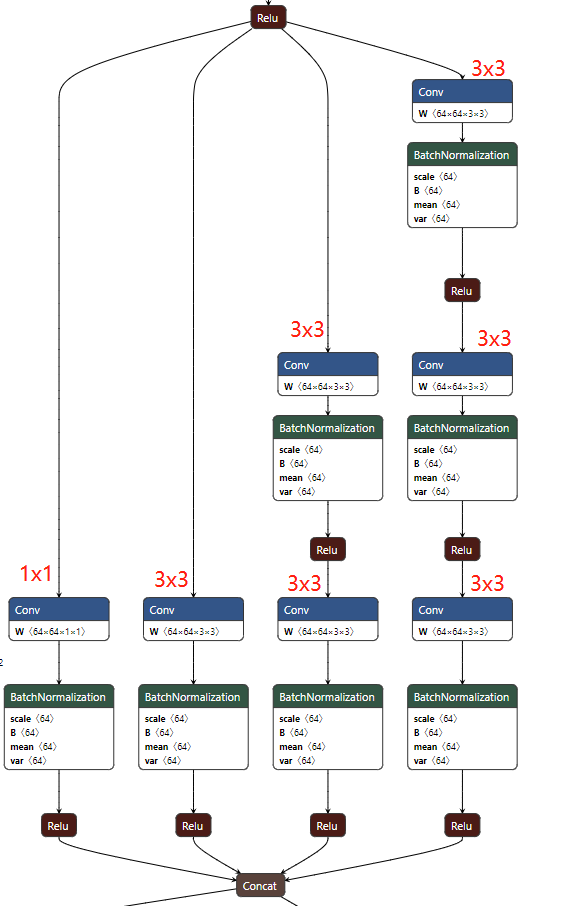 Relu
3x3
Conv
W ⟨64×64×3×3⟩
BatchNormalization
scale ⟨64⟩
B ⟨64⟩
mean ⟨64⟩
var ⟨64⟩
Relu
3x3
3x3
Conv
W ⟨64×64×3×3⟩
Conv
W ⟨64×64×3×3⟩
BatchNormalization
scale ⟨64⟩
B ⟨64⟩
mean ⟨64⟩
var ⟨64⟩
BatchNormalization
scale ⟨64⟩
B ⟨64⟩
mean ⟨64⟩
var ⟨64⟩
Relu
Relu
1x1
3x3
3x3
3x3
Conv
W ⟨64×64×1×1⟩
Conv
W ⟨64×64×3×3⟩
Conv
W ⟨64×64×3×3⟩
Conv
W ⟨64×64×3×3⟩
2
BatchNormalization
scale ⟨64⟩
B ⟨64⟩
mean ⟨64⟩
var ⟨64⟩
BatchNormalization
scale ⟨64⟩
B ⟨64⟩
mean ⟨64⟩
var ⟨64⟩
BatchNormalization
scale ⟨64⟩
B ⟨64⟩
mean ⟨64⟩
var ⟨64⟩
BatchNormalization
scale ⟨64⟩
B ⟨64⟩
mean ⟨64⟩
var ⟨64⟩
Relu
Relu
Relu
Relu
Concat